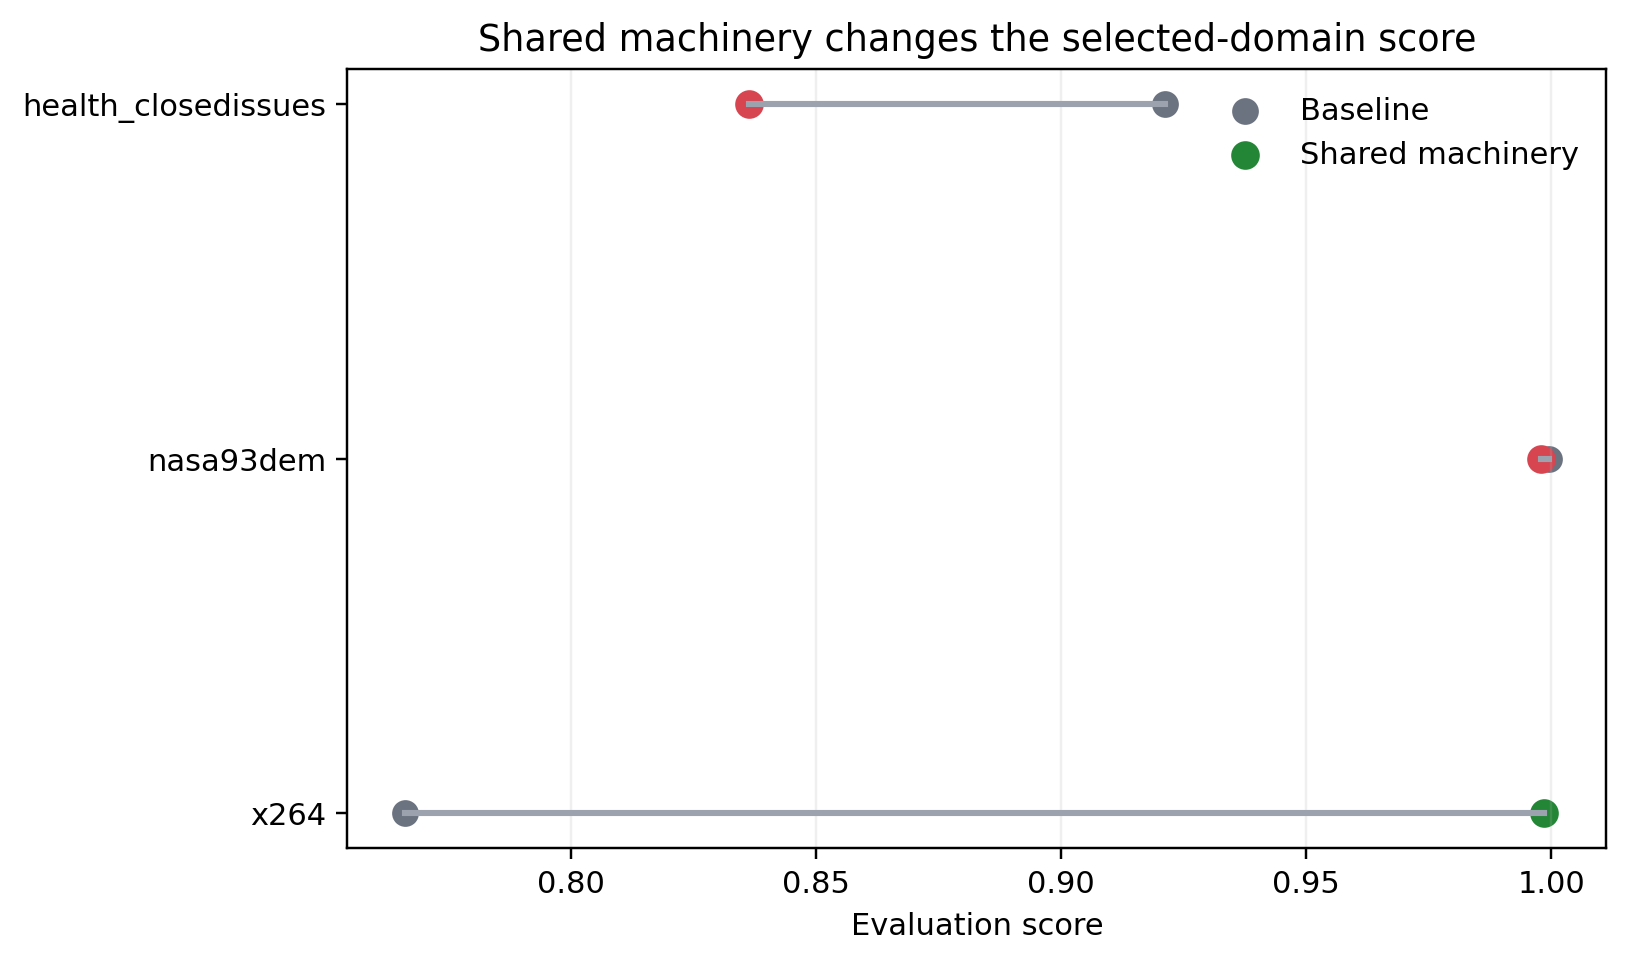 Shared machinery changes the selected-domain score
health_closedissues
Baseline
Shared machinery
nasa93dem
x264
0.80 0.85 0.90 0.95 1.00
Evaluation score